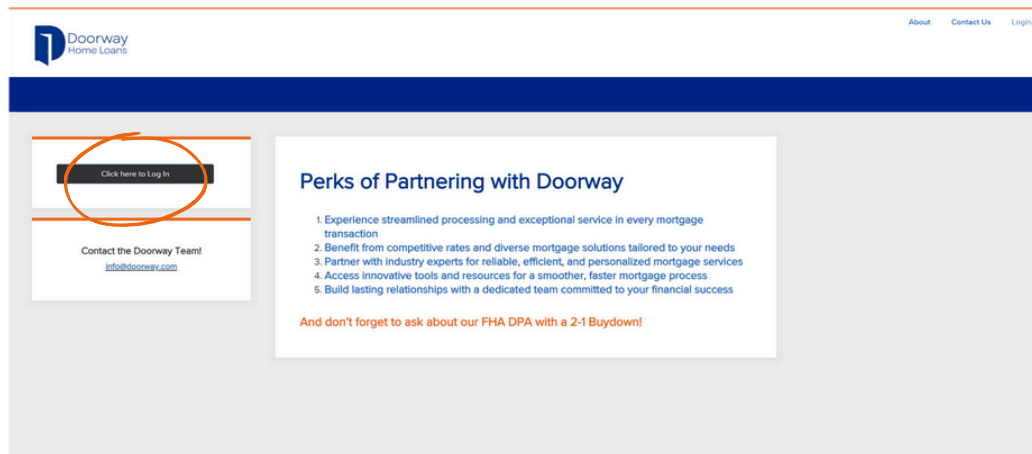 About Contact Us Login
Doorway
Home Loans
Click here to Log In
Contact the Doorway Team!
info@doorway.com
Perks of Partnering with Doorway
1. Experience streamlined processing and exceptional service in every mortgage
transaction
2. Benefit from competitive rates and diverse mortgage solutions tailored to your needs
3. Partner with industry experts for reliable, efficient, and personalized mortgage services
4. Access innovative tools and resources for a smoother, faster mortgage process
5. Build lasting relationships with a dedicated team committed to your financial success
And don't forget to ask about our FHA DPA with a 2-1 Buydown!